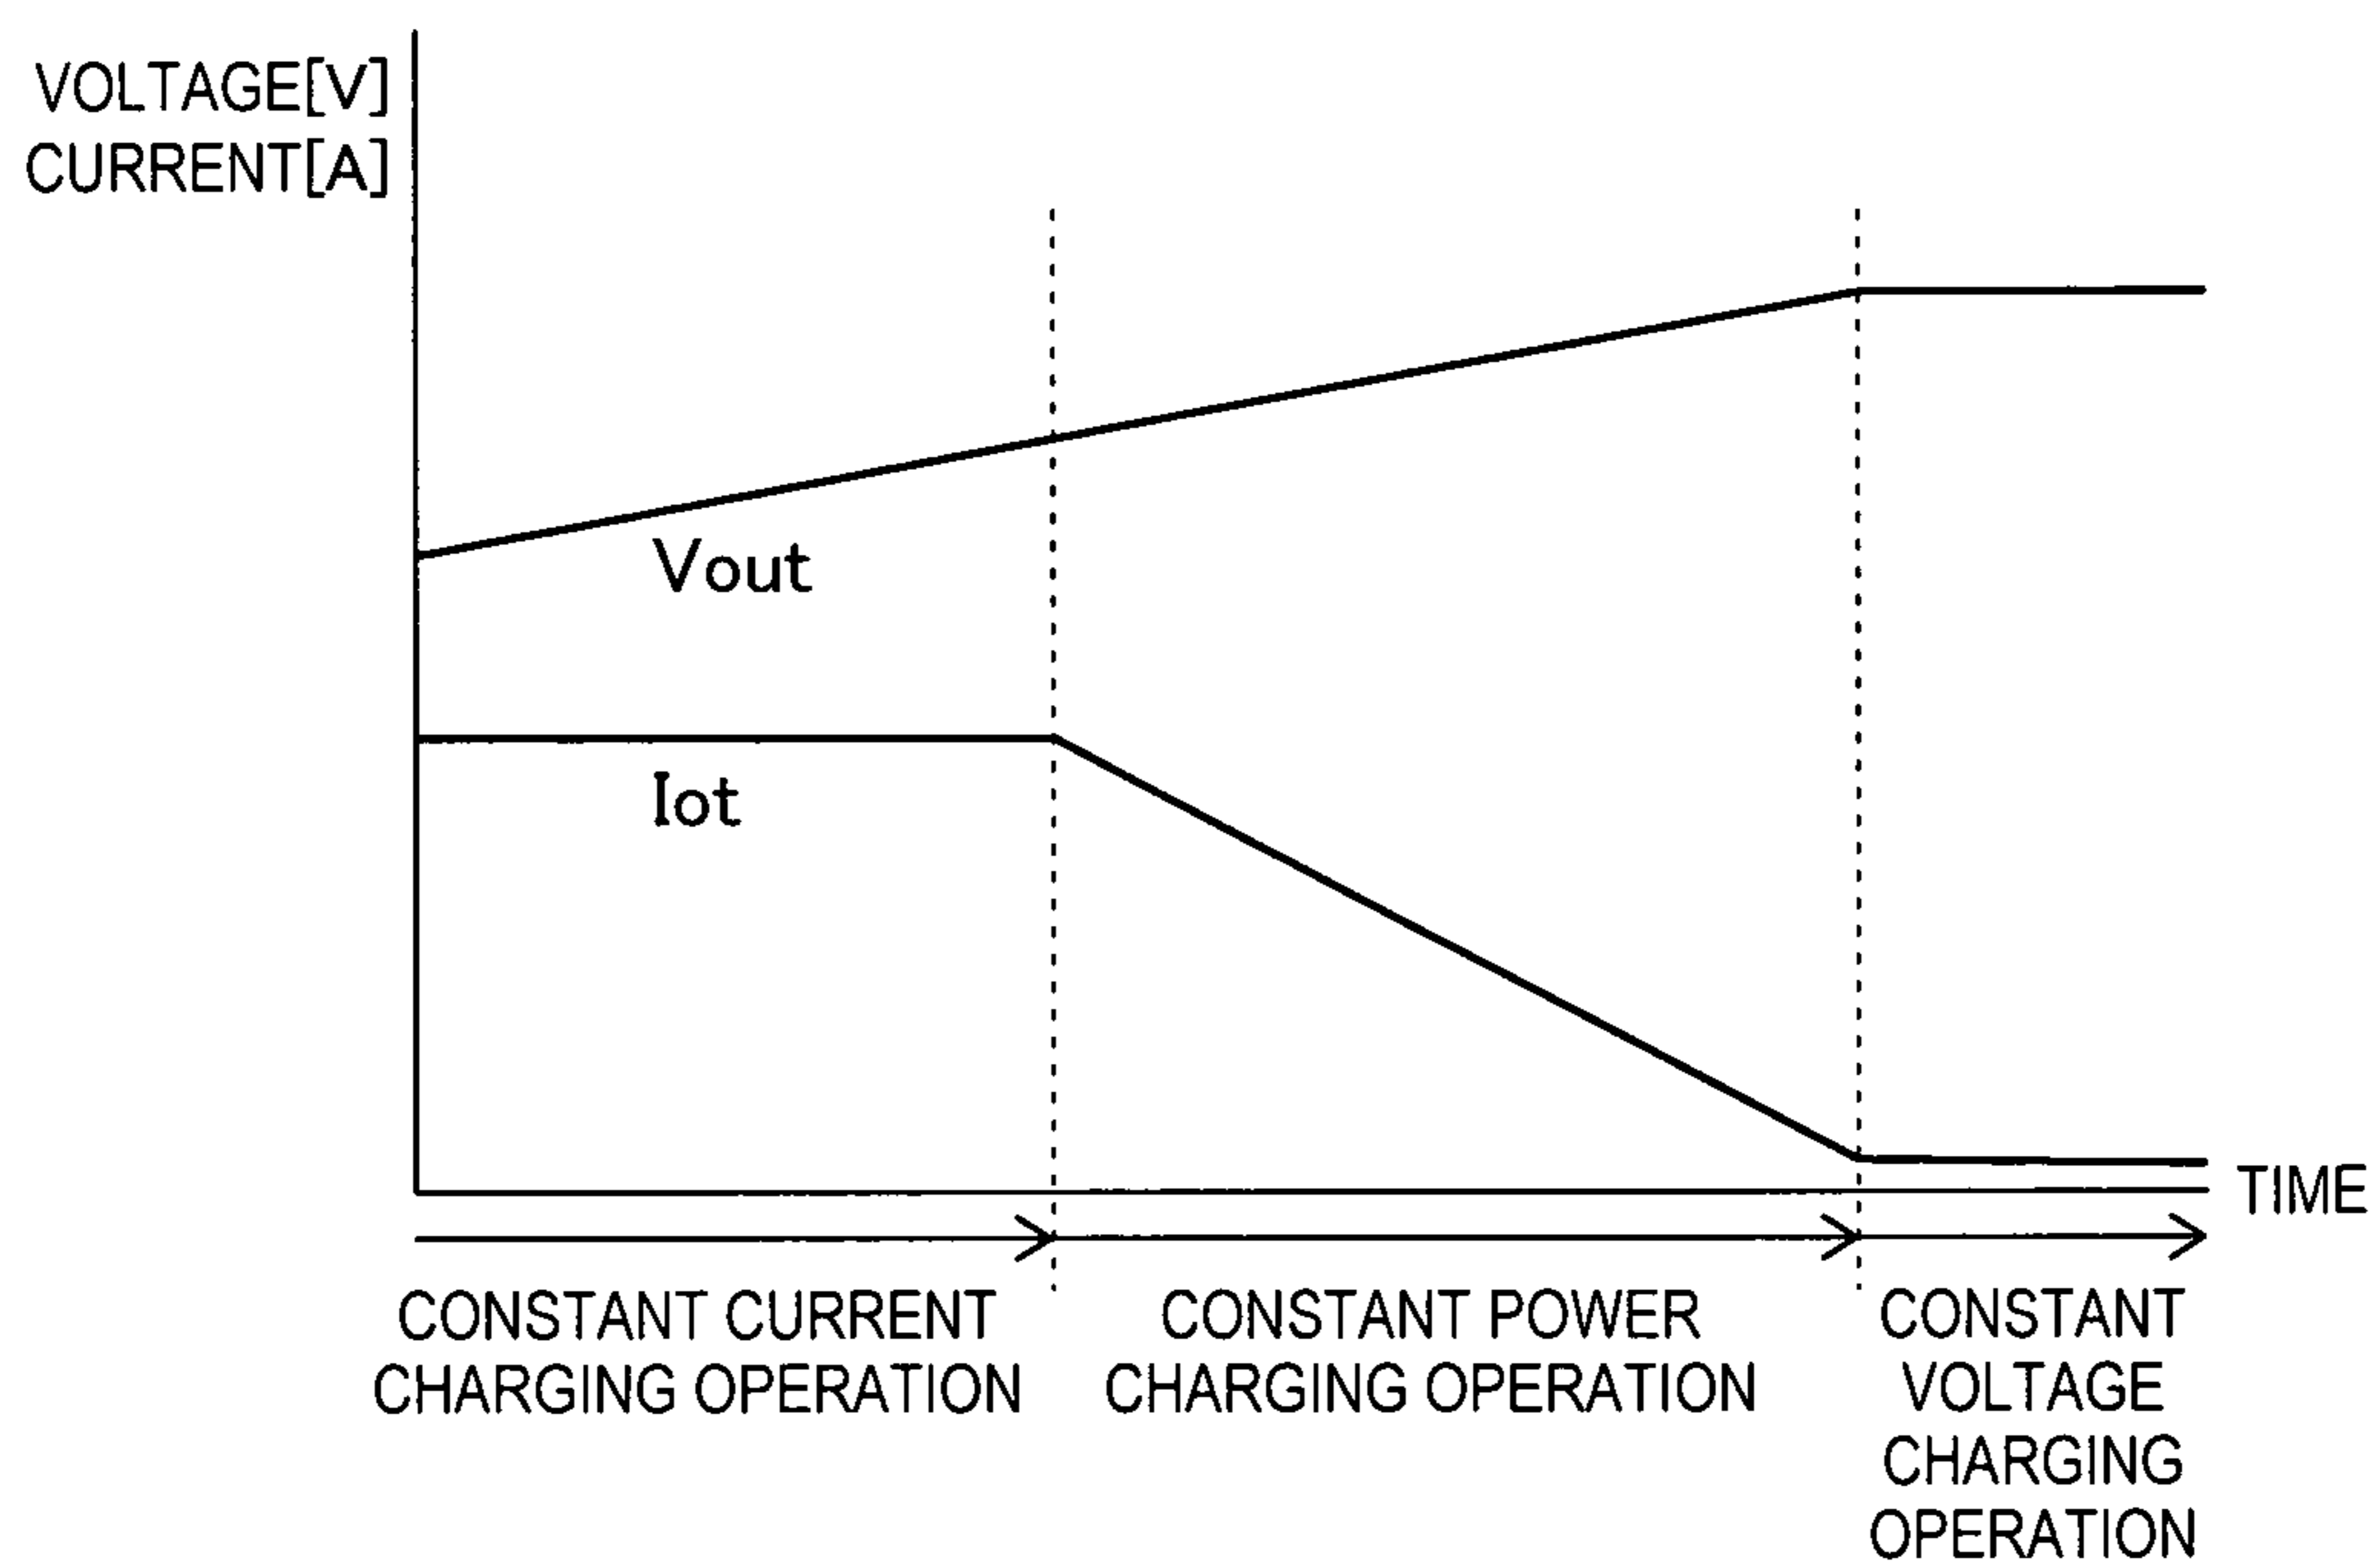 VOLTAGE[V]
CURRENT[A]
Vout
Iot
TIME
CONSTANT CURRENT
CHARGING OPERATION
CONSTANT POWER
CHARGING OPERATION
CONSTANT
VOLTAGE
CHARGING
OPERATION